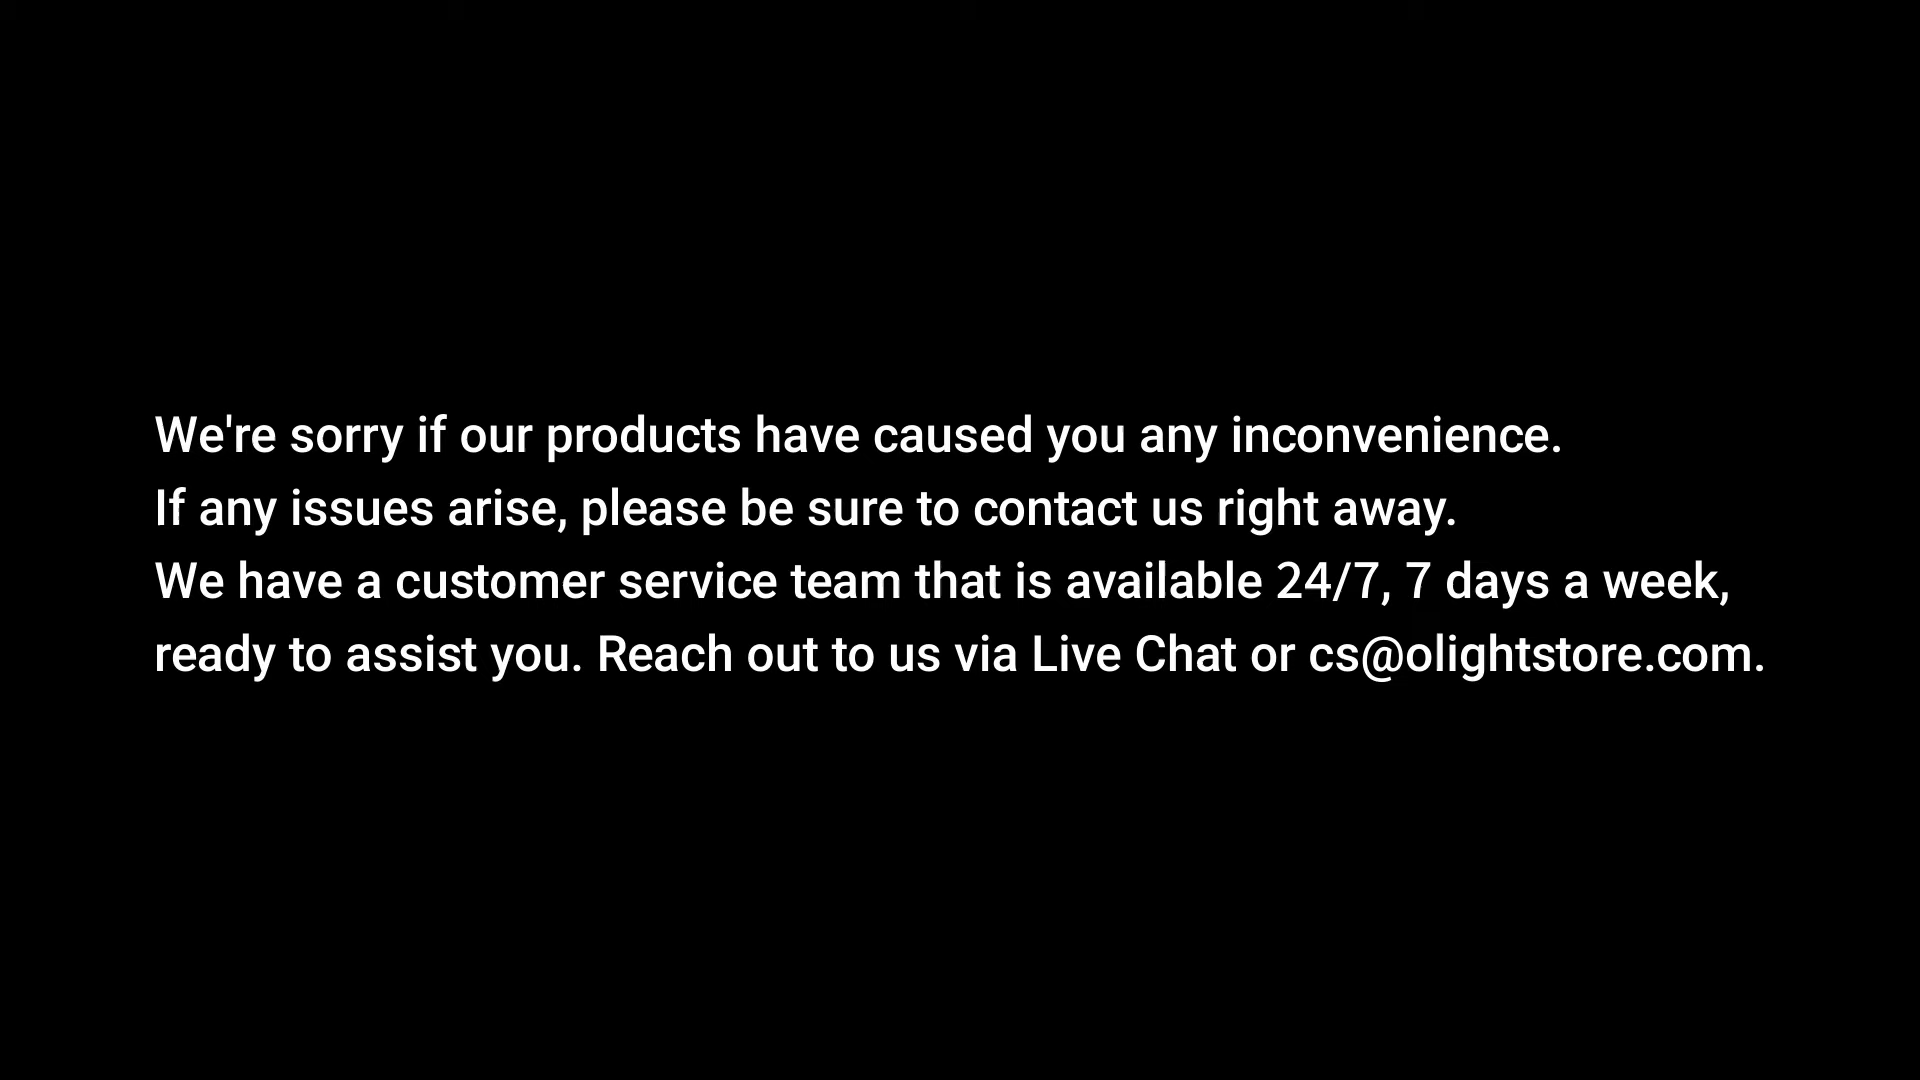 We're sorry if our products have caused you any inconvenience.
If any issues arise, please be sure to contact us right away.
We have a customer service team that is available 24/7, 7 days a week,
ready to assist you. Reach out to us via Live Chat or cs@olightstore.com.